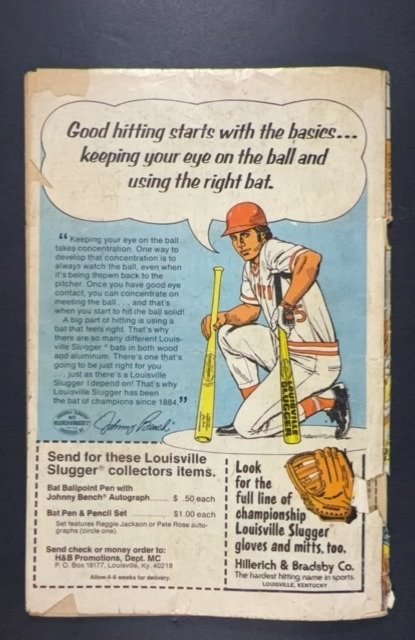 Good hitting starts with the basics...
keeping your eye on the ball and
using the right bat.
“Keeping your eye on the ball
takes concentration. One way to
develop that concentration is to
always watch the ball, even when
it's being thrown back to the
pitcher. Once you have good eye
contact, you can concentrate on
meeting the ball . . . and that's
when you start to hit the ball solid!
A big part of hitting is using a
bat that feels right. That's why
there are so many different Louis-
ville Slugger® bats in both wood
and aluminum. There's one that's
going to be just right for you
. . . just as there's a Louisville
Slugger I depend on! That's why
Louisville Slugger has been
the bat of champions since 1884.”
Johnny Bench
5
LOUISVILLE
SLUGGER
Send for these Louisville
Slugger® collectors items.
Bat Ballpoint Pen with
Johnny Bench® Autograph........ $ .50 each
Bat Pen & Pencil Set ................. $1.00 each
Set features Reggie Jackson or Pete Rose auto-
graphs (circle one).
Send check or money order to:
H&B Promotions, Dept. MC
P. O. Box 18177, Louisville, Ky. 40218
Allow 4-6 weeks for delivery.
Look
for the
full line of
championship
Louisville Slugger
gloves and mitts, too.
Hillerich & Bradsby Co.
The hardest hitting name in sports.
LOUISVILLE, KENTUCKY